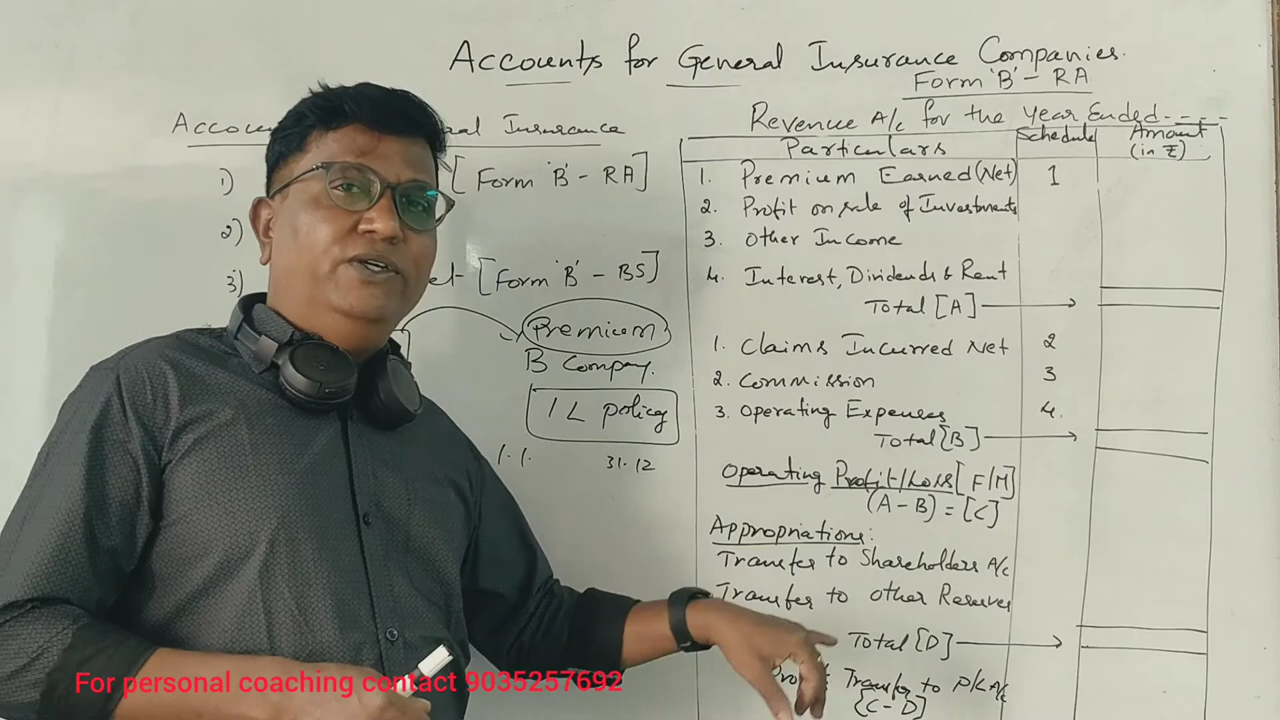 Accounts for General Insurance Companies.
Form 'B' - RA
Insurance
1) [Form 'B' - RA]
2)
3) [Form 'B' - BS]
Premium
B Company.
1 L policy
1.1. 31.12
Revenue A/c for the Year Ended - - -
Particulars Schedule Amount (in ₹)
1. Premium Earned (Net) 1
2. Profit on sale of Investments
3. Other Income
4. Interest, Dividends & Rent
Total [A]
1. Claims Incurred Net 2
2. Commission 3
3. Operating Expenses 4.
Total [B]
Operating Profit/Loss [F/M]
(A - B) = [C]
Appropriations:
Transfer to Shareholders A/c
Transfer to Other Reserves
Total [D]
Transfer to P/L A/c
[C - D]
For personal coaching contact 9035257692